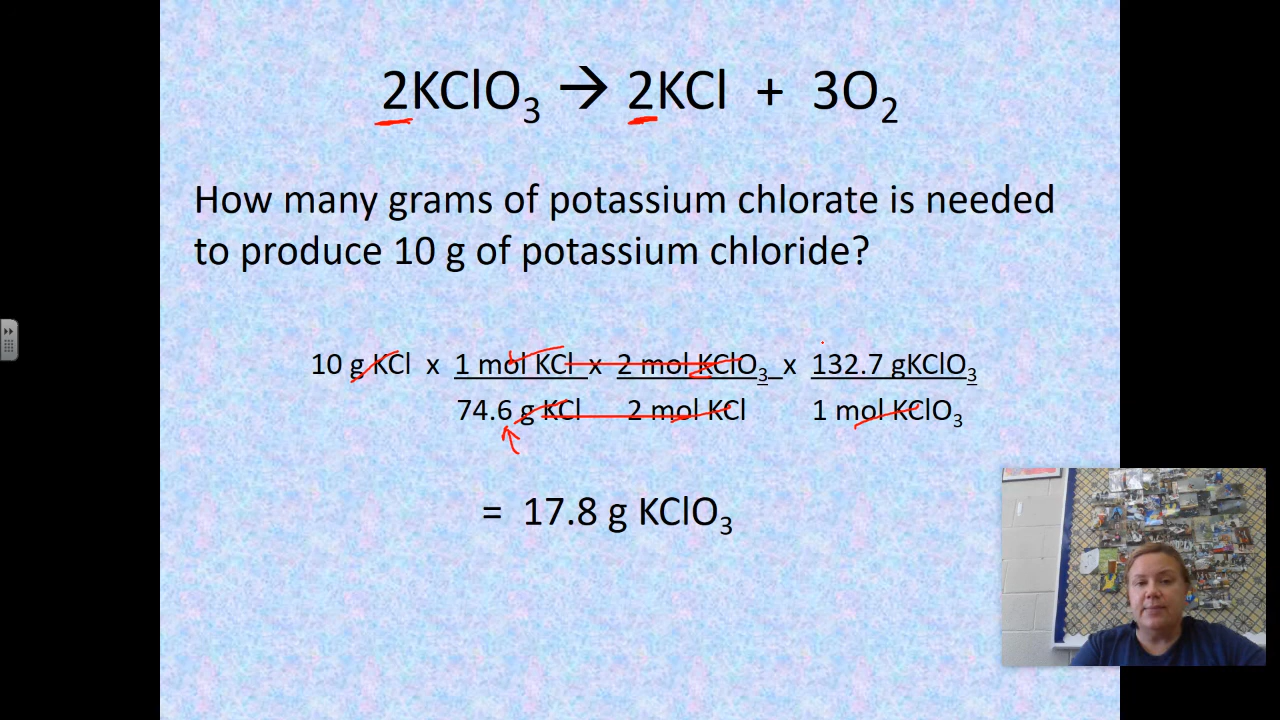 2KClO₃ → 2KCl + 3O₂
How many grams of potassium chlorate is needed
to produce 10 g of potassium chloride?
10 g KCl x 1 mol KCl x 2 mol KClO₃ x 132.7 gKClO₃
74.6 g KCl 2 mol KCl 1 mol KClO₃
= 17.8 g KClO₃